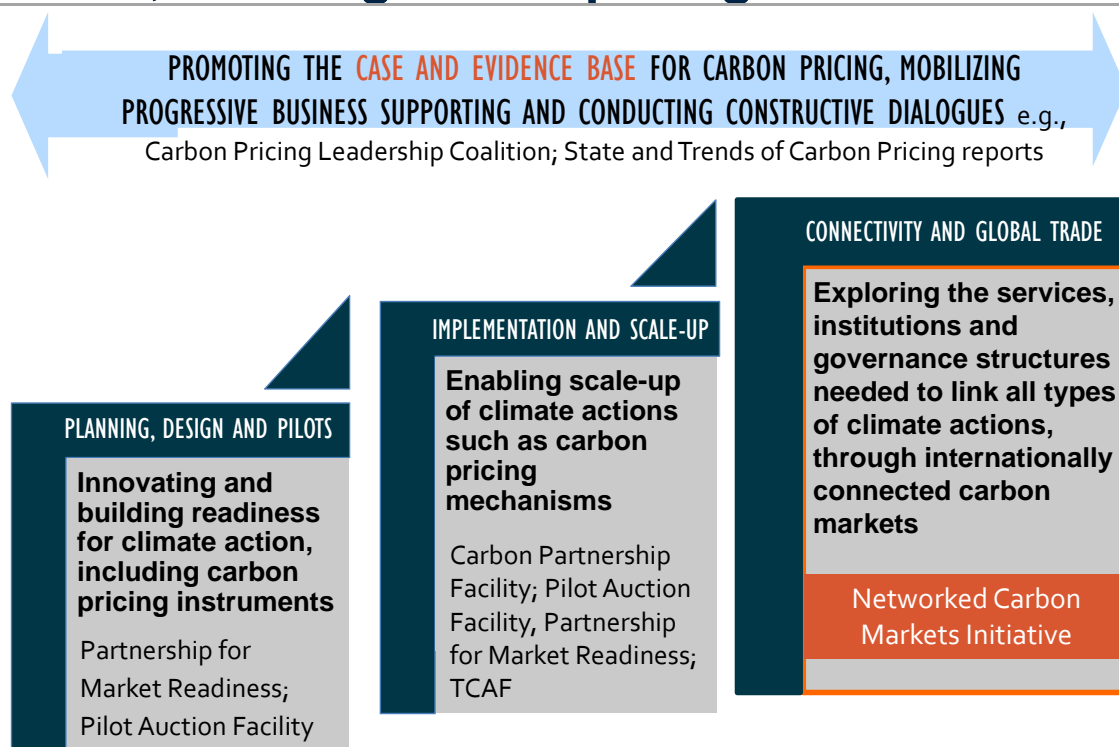 PROMOTING THE CASE AND EVIDENCE BASE FOR CARBON PRICING, MOBILIZING
PROGRESSIVE BUSINESS SUPPORTING AND CONDUCTING CONSTRUCTIVE DIALOGUES e.g.,
Carbon Pricing Leadership Coalition; State and Trends of Carbon Pricing reports
PLANNING, DESIGN AND PILOTS
Innovating and
building readiness
for climate action,
including carbon
pricing instruments
Partnership for
Market Readiness;
Pilot Auction Facility
IMPLEMENTATION AND SCALE-UP
Enabling scale-up
of climate actions
such as carbon
pricing
mechanisms
Carbon Partnership
Facility; Pilot Auction
Facility, Partnership
for Market Readiness;
TCAF
CONNECTIVITY AND GLOBAL TRADE
Exploring the services,
institutions and
governance structures
needed to link all types
of climate actions,
through internationally
connected carbon
markets
Networked Carbon
Markets Initiative